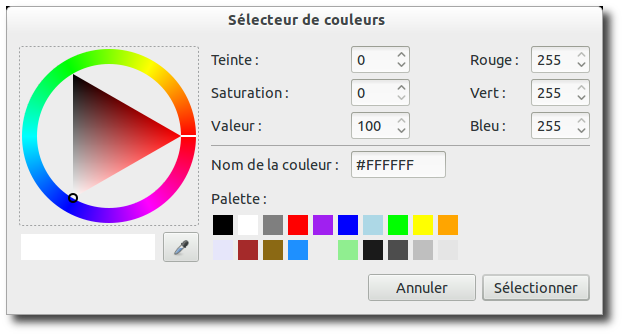 Sélecteur de couleurs
Teinte : 0 Rouge : 255
Saturation : 0 Vert : 255
Valeur : 100 Bleu : 255
Nom de la couleur : #FFFFFF
Palette :
Annuler Sélectionner